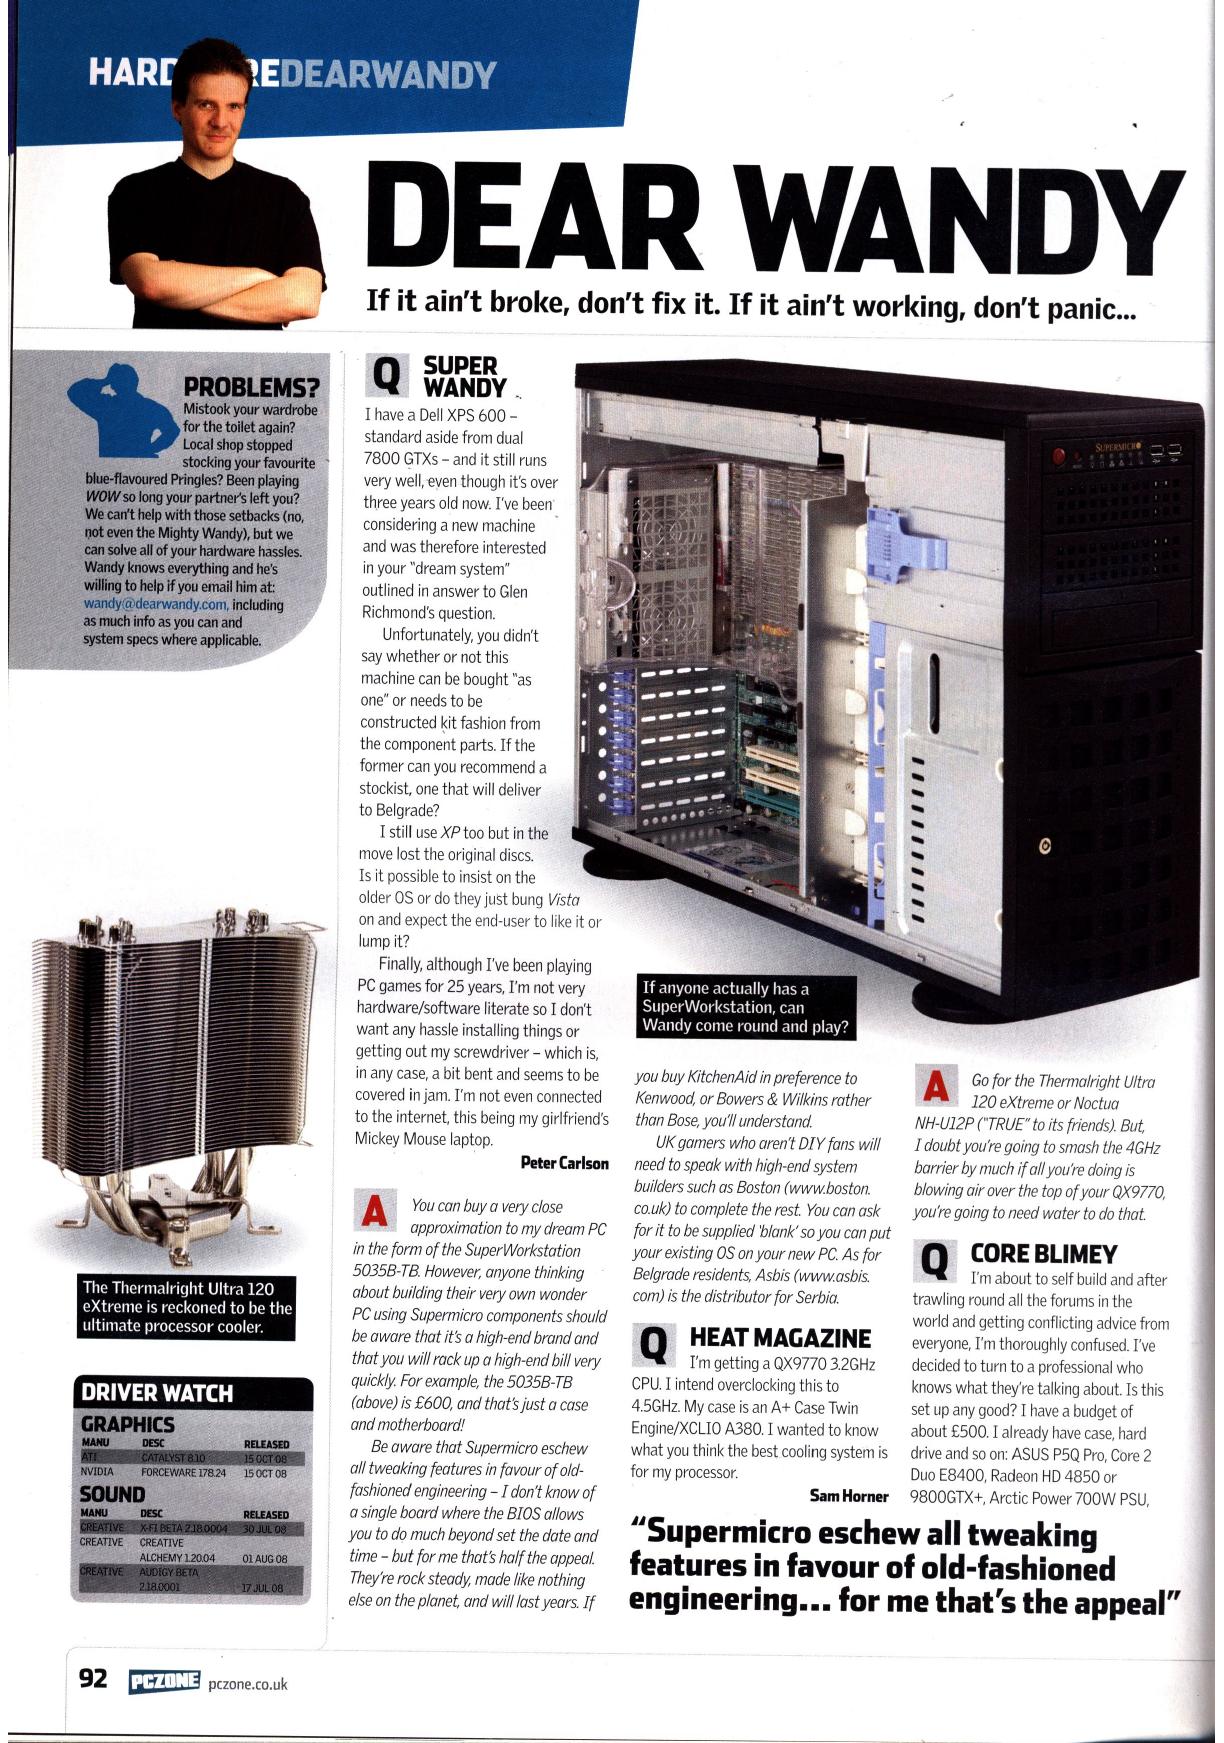 HARD RE DEARWANDY
DEAR WANDY
If it ain't broke, don't fix it. If it ain't working, don't panic...
PROBLEMS?
Mistook your wardrobe
for the toilet again?
Local shop stopped
stocking your favourite
blue-flavoured Pringles? Been playing
WOW so long your partner's left you?
We can't help with those setbacks (no,
not even the Mighty Wandy), but we
can solve all of your hardware hassles.
Wandy knows everything and he's
willing to help if you email him at:
wandy@dearwandy.com, including
as much info as you can and
system specs where applicable.
The Thermalright Ultra 120
eXtreme is reckoned to be the
ultimate processor cooler.
DRIVER WATCH
GRAPHICS
MANU DESC RELEASED
ATI CATALYST 8.10 15 OCT 08
NVIDIA FORCEWARE 178.24 15 OCT 08
SOUND
MANU DESC RELEASED
CREATIVE X-FI BETA 2.18.0004 30 JUL 08
CREATIVE CREATIVE
ALCHEMY 1.20.04 01 AUG 08
CREATIVE AUDIGY BETA
2.18.0001 17 JUL 08
Q SUPER
WANDY
I have a Dell XPS 600 –
standard aside from dual
7800 GTXs – and it still runs
very well, even though it's over
three years old now. I've been
considering a new machine
and was therefore interested
in your "dream system"
outlined in answer to Glen
Richmond's question.
Unfortunately, you didn't
say whether or not this
machine can be bought "as
one" or needs to be
constructed kit fashion from
the component parts. If the
former can you recommend a
stockist, one that will deliver
to Belgrade?
I still use XP too but in the
move lost the original discs.
Is it possible to insist on the
older OS or do they just bung Vista
on and expect the end-user to like it or
lump it?
Finally, although I've been playing
PC games for 25 years, I'm not very
hardware/software literate so I don't
want any hassle installing things or
getting out my screwdriver – which is,
in any case, a bit bent and seems to be
covered in jam. I'm not even connected
to the internet, this being my girlfriend's
Mickey Mouse laptop.
Peter Carlson
A You can buy a very close
approximation to my dream PC
in the form of the SuperWorkstation
5035B-TB. However, anyone thinking
about building their very own wonder
PC using Supermicro components should
be aware that it's a high-end brand and
that you will rack up a high-end bill very
quickly. For example, the 5035B-TB
(above) is £600, and that's just a case
and motherboard!
Be aware that Supermicro eschew
all tweaking features in favour of old-
fashioned engineering – I don't know of
a single board where the BIOS allows
you to do much beyond set the date and
time – but for me that's half the appeal.
They're rock steady, made like nothing
else on the planet, and will last years. If
SUPERMICRO
If anyone actually has a
SuperWorkstation, can
Wandy come round and play?
you buy KitchenAid in preference to
Kenwood, or Bowers & Wilkins rather
than Bose, you'll understand.
UK gamers who aren't DIY fans will
need to speak with high-end system
builders such as Boston (www.boston.
co.uk) to complete the rest. You can ask
for it to be supplied 'blank' so you can put
your existing OS on your new PC. As for
Belgrade residents, Asbis (www.asbis.
com) is the distributor for Serbia.
Q HEAT MAGAZINE
I'm getting a QX9770 3.2GHz
CPU. I intend overclocking this to
4.5GHz. My case is an A+ Case Twin
Engine/XCLIO A380. I wanted to know
what you think the best cooling system is
for my processor.
Sam Horner
A Go for the Thermalright Ultra
120 eXtreme or Noctua
NH-U12P ("TRUE" to its friends). But,
I doubt you're going to smash the 4GHz
barrier by much if all you're doing is
blowing air over the top of your QX9770,
you're going to need water to do that.
Q CORE BLIMEY
I'm about to self build and after
trawling round all the forums in the
world and getting conflicting advice from
everyone, I'm thoroughly confused. I've
decided to turn to a professional who
knows what they're talking about. Is this
set up any good? I have a budget of
about £500. I already have case, hard
drive and so on: ASUS P5Q Pro, Core 2
Duo E8400, Radeon HD 4850 or
9800GTX+, Arctic Power 700W PSU,
"Supermicro eschew all tweaking
features in favour of old-fashioned
engineering... for me that's the appeal"
92 PCZONE pczone.co.uk